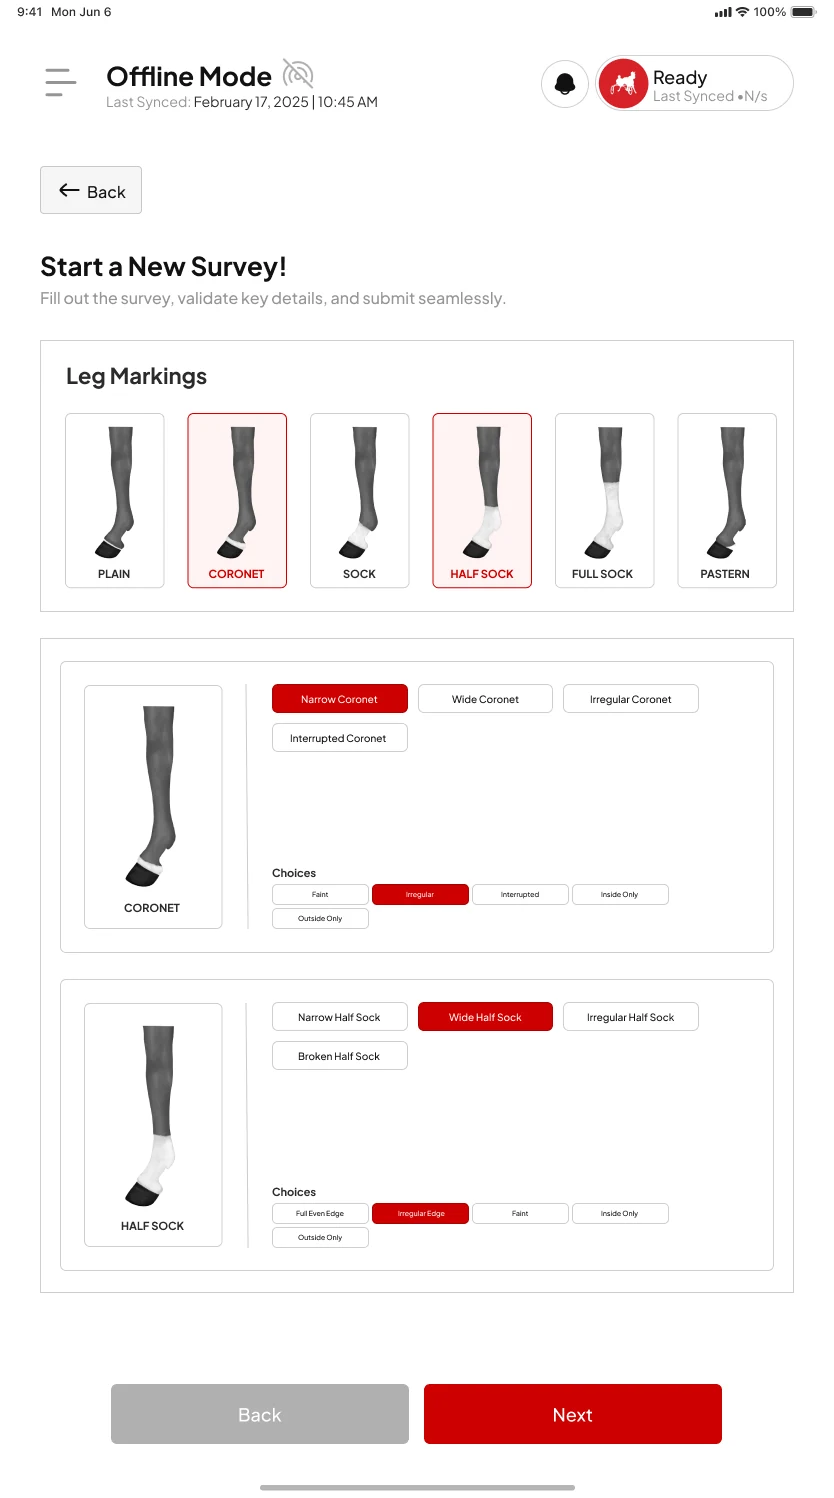 9:41 Mon Jun 6
100%
Offline Mode
Last Synced: February 17, 2025 | 10:45 AM
Ready
Last Synced •N/s
Back
Start a New Survey!
Fill out the survey, validate key details, and submit seamlessly.
Leg Markings
PLAIN
CORONET
SOCK
HALF SOCK
FULL SOCK
PASTERN
CORONET
Narrow Coronet
Wide Coronet
Irregular Coronet
Interrupted Coronet
Choices
Faint
Irregular
Interrupted
Inside Only
Outside Only
HALF SOCK
Narrow Half Sock
Wide Half Sock
Irregular Half Sock
Broken Half Sock
Choices
Full Even Edge
Irregular Edge
Faint
Inside Only
Outside Only
Back
Next